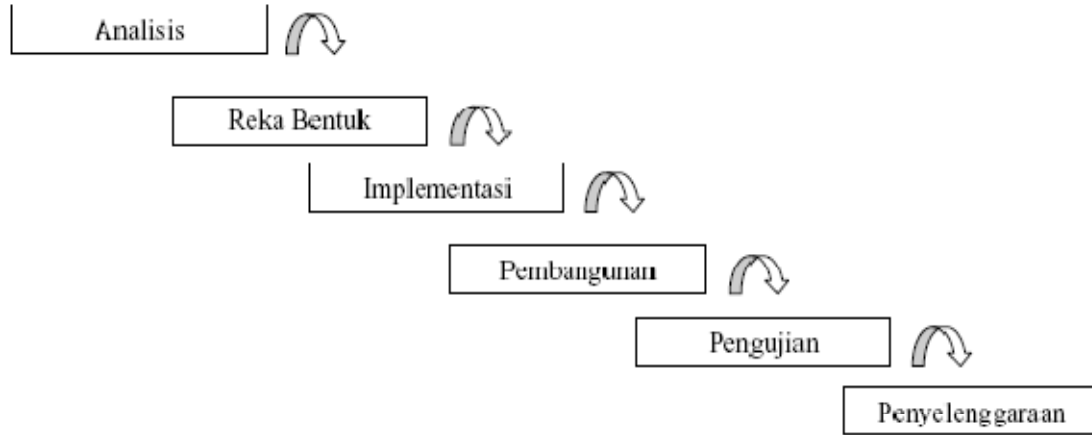 Analisis
Reka Bentuk
Implementasi
Pembangunan
Pengujian
Penyelenggaraan